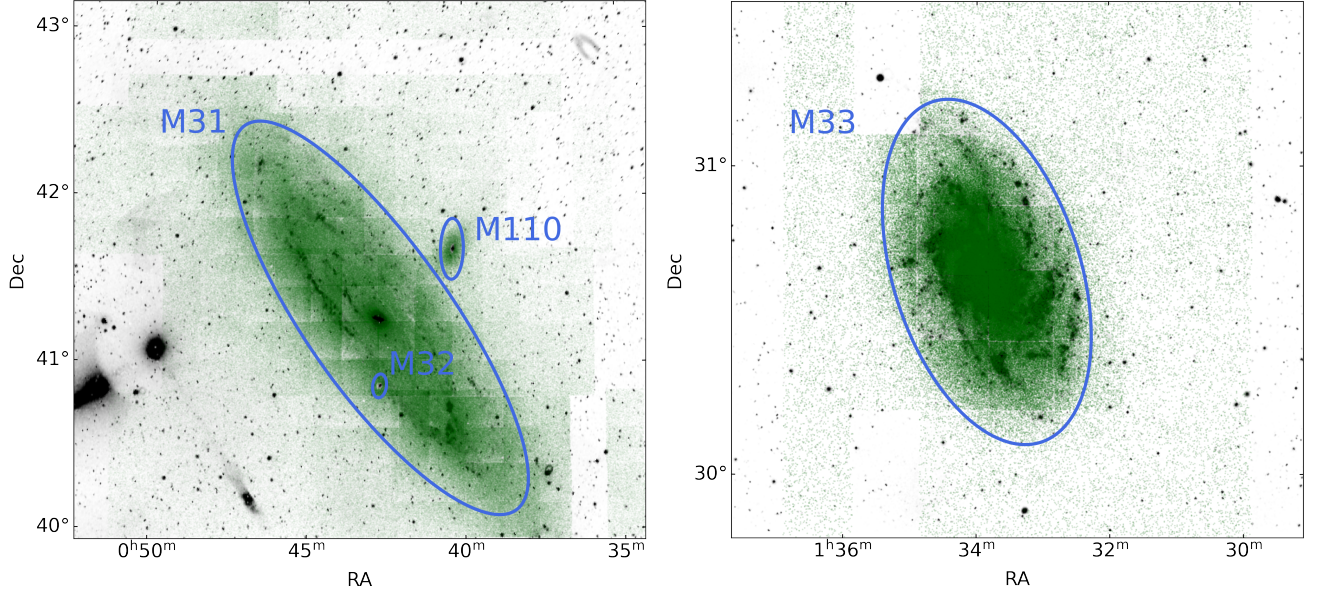 43°
42°
41°
40°
Dec
M31
M110
M32
0ʰ50ᵐ
45ᵐ
40ᵐ
35ᵐ
RA
31°
30°
Dec
M33
1ʰ36ᵐ
34ᵐ
32ᵐ
30ᵐ
RA